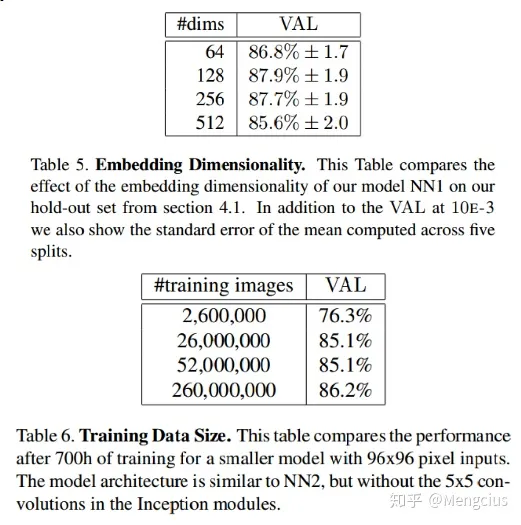 #dims VAL
64 86.8% ± 1.7
128 87.9% ± 1.9
256 87.7% ± 1.9
512 85.6% ± 2.0
Table 5. Embedding Dimensionality. This Table compares the
effect of the embedding dimensionality of our model NN1 on our
hold-out set from section 4.1. In addition to the VAL at 10E-3
we also show the standard error of the mean computed across five
splits.
#training images VAL
2,600,000 76.3%
26,000,000 85.1%
52,000,000 85.1%
260,000,000 86.2%
Table 6. Training Data Size. This table compares the performance
after 700h of training for a smaller model with 96x96 pixel inputs.
The model architecture is similar to NN2, but without the 5x5 con-
volutions in the Inception modules.
知乎 @Mengcius